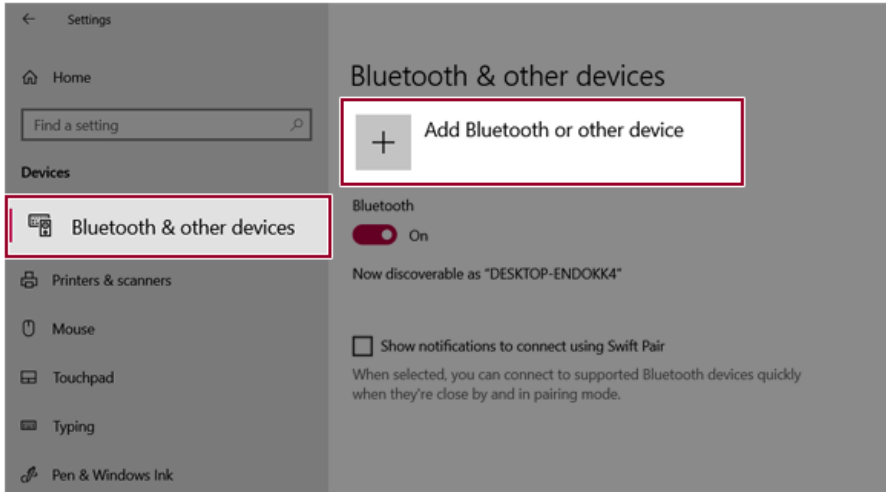 Settings
Home
Find a setting
Devices
Bluetooth & other devices
Printers & scanners
Mouse
Touchpad
Typing
Pen & Windows Ink
Bluetooth & other devices
Add Bluetooth or other device
Bluetooth
On
Now discoverable as “DESKTOP-ENDOKK4”
Show notifications to connect using Swift Pair
When selected, you can connect to supported Bluetooth devices quickly
when they're close by and in pairing mode.